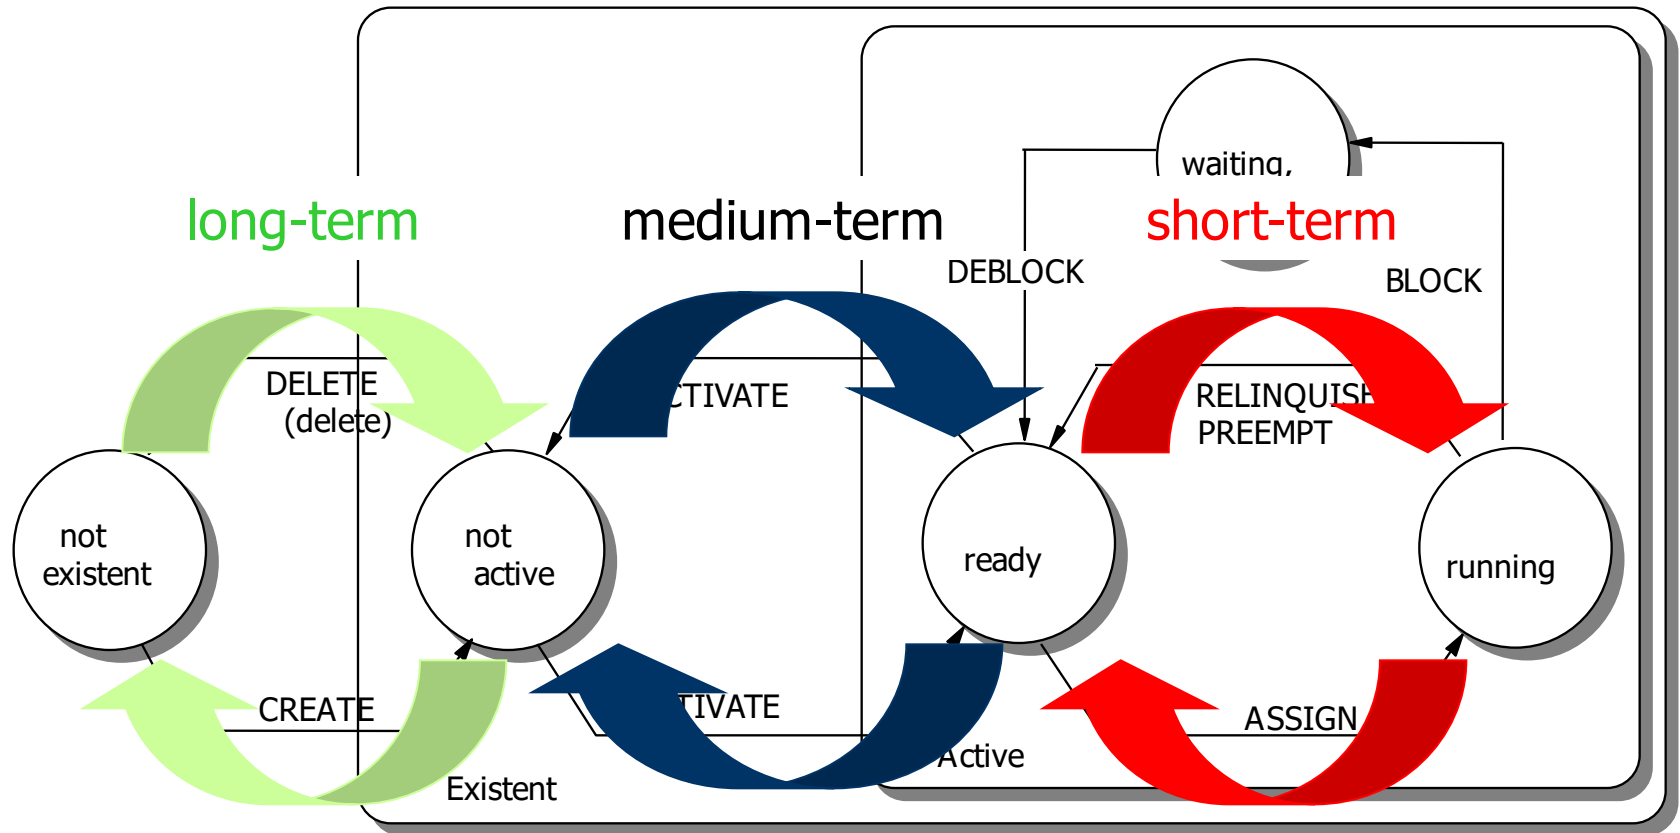 waiting,
long-term
medium-term
short-term
DEBLOCK
BLOCK
DELETE
(delete)
CTIVATE
RELINQUISH
PREEMPT
not
existent
not
active
ready
running
CREATE
TIVATE
ASSIGN
Active
Existent